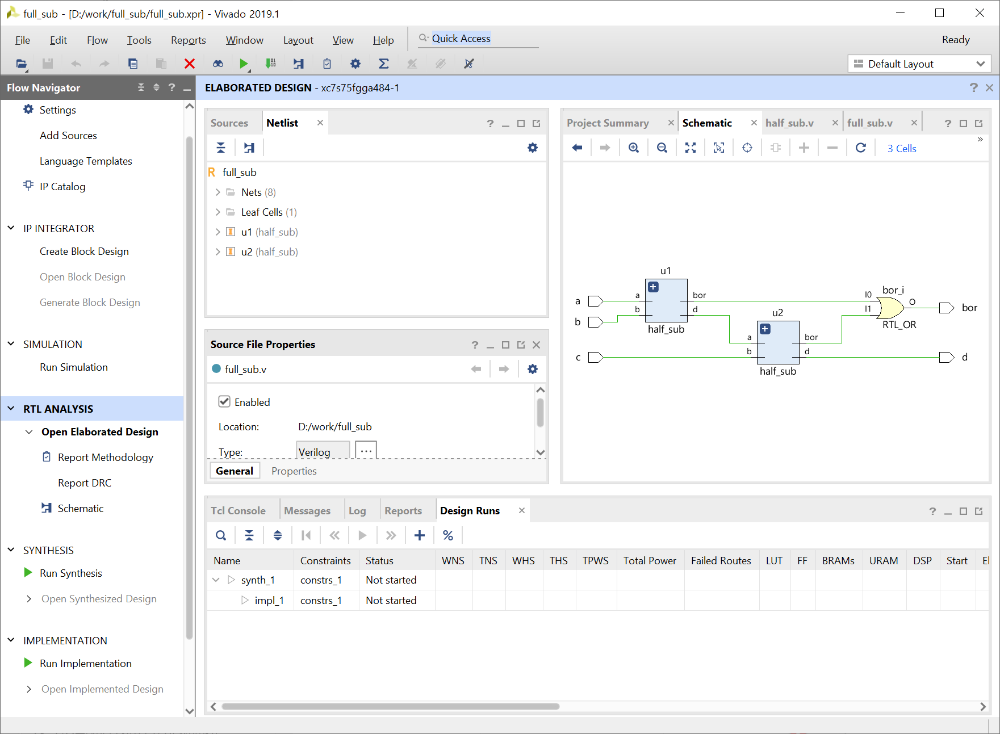 full_sub - [D:/work/full_sub/full_sub.xpr] - Vivado 2019.1
File Edit Flow Tools Reports Window Layout View Help Quick Access Ready
Default Layout
Flow Navigator
Settings
Add Sources
Language Templates
IP Catalog
IP INTEGRATOR
Create Block Design
Open Block Design
Generate Block Design
SIMULATION
Run Simulation
RTL ANALYSIS
Open Elaborated Design
Report Methodology
Report DRC
Schematic
SYNTHESIS
Run Synthesis
Open Synthesized Design
IMPLEMENTATION
Run Implementation
Open Implemented Design
ELABORATED DESIGN - xc7s75fgga484-1
Sources Netlist
R full_sub
Nets (8)
Leaf Cells (1)
u1 (half_sub)
u2 (half_sub)
Source File Properties
full_sub.v
Enabled
Location: D:/work/full_sub
Type: Verilog ...
General Properties
Project Summary Schematic half_sub.v full_sub.v
3 Cells
u1
a
b
a
b
bor
d
half_sub
u2
c
a
b
bor
d
half_sub
bor_i
I0
I1
O
RTL_OR
bor
d
Tcl Console Messages Log Reports Design Runs
Name Constraints Status WNS TNS WHS THS TPWS Total Power Failed Routes LUT FF BRAMs URAM DSP Start
synth_1 constrs_1 Not started
impl_1 constrs_1 Not started